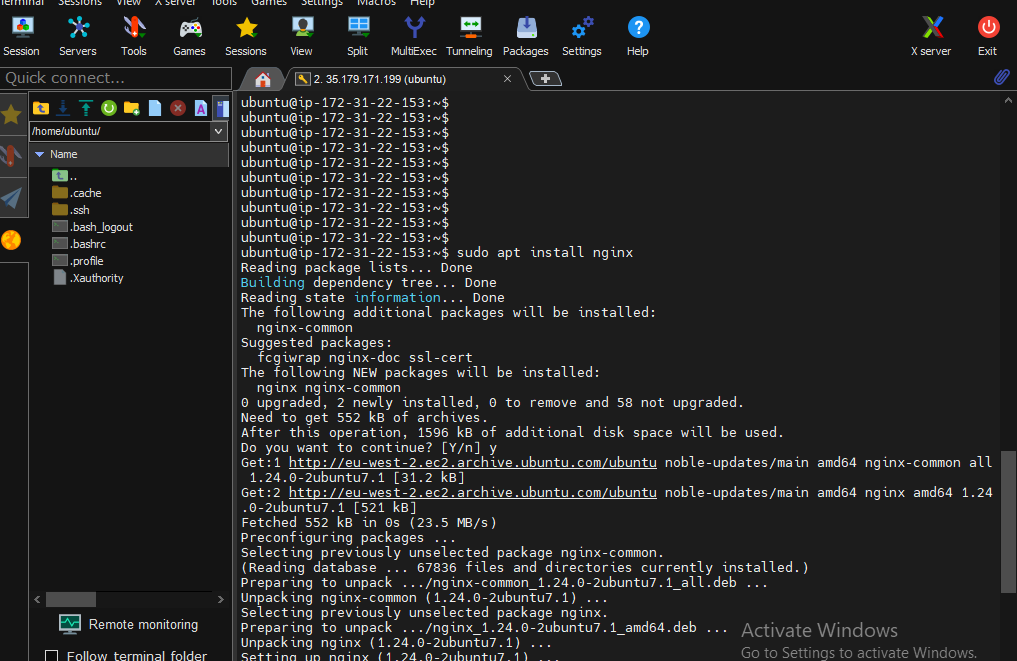 Terminal Sessions View X server Tools Games Settings Macros Help
Session Servers Tools Games Sessions View Split MultiExec Tunneling Packages Settings Help X server Exit
Quick connect...
2. 35.179.171.199 (ubuntu)
/home/ubuntu/
Name
..
.cache
.ssh
.bash_logout
.bashrc
.profile
.Xauthority
Remote monitoring
Follow terminal folder
ubuntu@ip-172-31-22-153:~$
ubuntu@ip-172-31-22-153:~$
ubuntu@ip-172-31-22-153:~$
ubuntu@ip-172-31-22-153:~$
ubuntu@ip-172-31-22-153:~$
ubuntu@ip-172-31-22-153:~$
ubuntu@ip-172-31-22-153:~$
ubuntu@ip-172-31-22-153:~$
ubuntu@ip-172-31-22-153:~$
ubuntu@ip-172-31-22-153:~$
ubuntu@ip-172-31-22-153:~$ sudo apt install nginx
Reading package lists... Done
Building dependency tree... Done
Reading state information... Done
The following additional packages will be installed:
  nginx-common
Suggested packages:
  fcgiwrap nginx-doc ssl-cert
The following NEW packages will be installed:
  nginx nginx-common
0 upgraded, 2 newly installed, 0 to remove and 58 not upgraded.
Need to get 552 kB of archives.
After this operation, 1596 kB of additional disk space will be used.
Do you want to continue? [Y/n] y
Get:1 http://eu-west-2.ec2.archive.ubuntu.com/ubuntu noble-updates/main amd64 nginx-common all
 1.24.0-2ubuntu7.1 [31.2 kB]
Get:2 http://eu-west-2.ec2.archive.ubuntu.com/ubuntu noble-updates/main amd64 nginx amd64 1.24
.0-2ubuntu7.1 [521 kB]
Fetched 552 kB in 0s (23.5 MB/s)
Preconfiguring packages ...
Selecting previously unselected package nginx-common.
(Reading database ... 67836 files and directories currently installed.)
Preparing to unpack .../nginx-common_1.24.0-2ubuntu7.1_all.deb ...
Unpacking nginx-common (1.24.0-2ubuntu7.1) ...
Selecting previously unselected package nginx.
Preparing to unpack .../nginx_1.24.0-2ubuntu7.1_amd64.deb ...
Unpacking nginx (1.24.0-2ubuntu7.1) ...
Setting up nginx (1.24.0-2ubuntu7.1) ...
Activate Windows
Go to Settings to activate Windows.